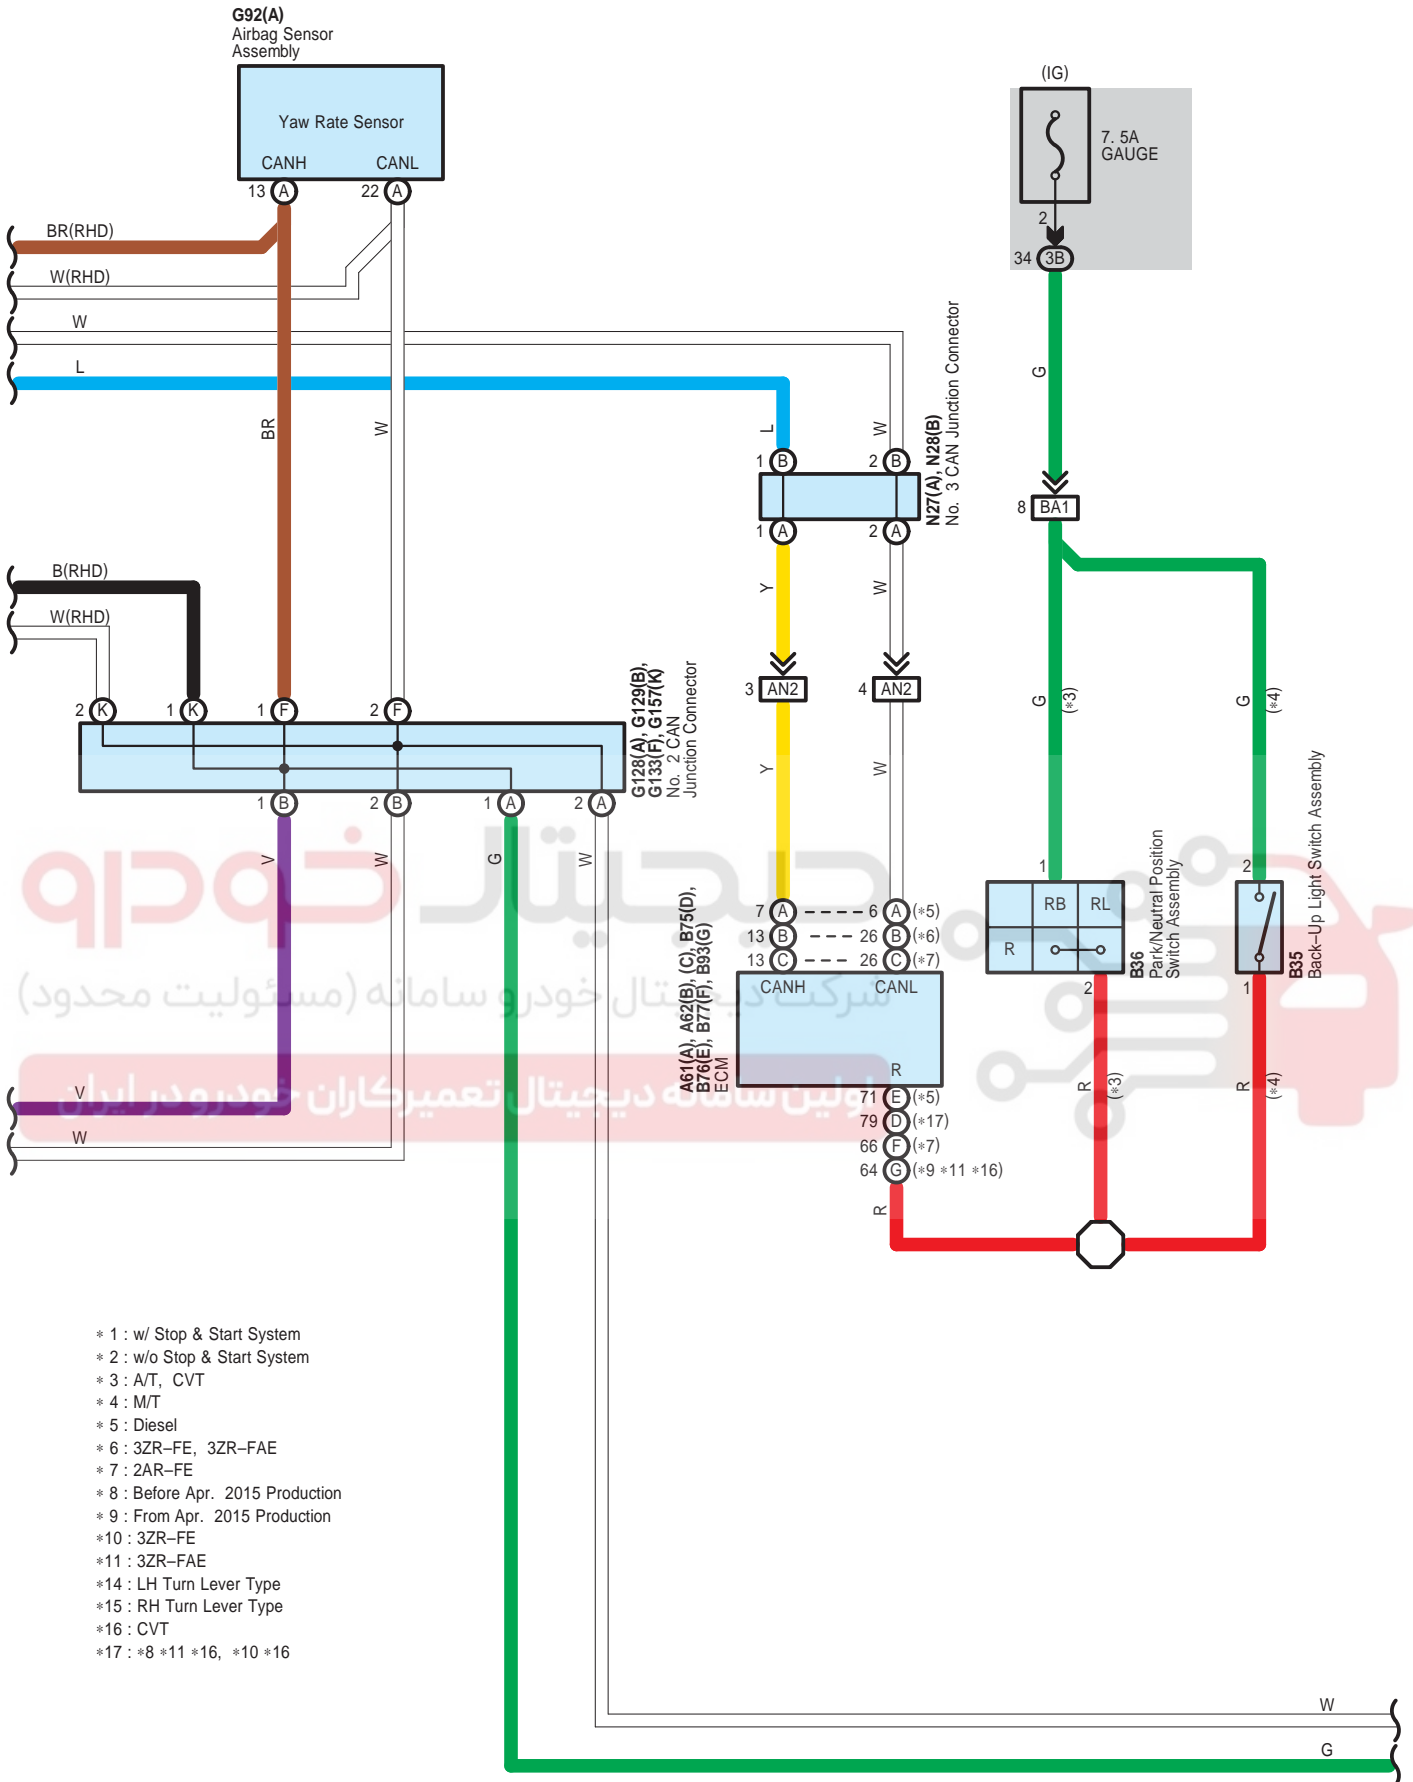 G92(A)
Airbag Sensor
Assembly
Yaw Rate Sensor
CANH CANL
13 A 22 A
(IG)
7. 5A
GAUGE
2
34 3B
BR(RHD)
W(RHD)
W
L
BR
W
L
W
G
1 B 2 B
N27(A), N28(B)
No. 3 CAN Junction Connector
1 A 2 A
8 BA1
B(RHD)
W(RHD)
Y
W
3 AN2 4 AN2
G
(*3)
G
(*4)
2 K 1 K 1 F 2 F
G128(A), G129(B),
G133(F), G157(K)
No. 2 CAN
Junction Connector
1 B 2 B 1 A 2 A
Y
W
V
W
G
W
دیجیتال خودرو
شرکت دیجیتال خودرو سامانه (مسئولیت محدود)
اولین سامانه دیجیتال تعمیرکاران خودرو در ایران
7 A 6 A (*5)
13 B 26 B (*6)
13 C 26 C (*7)
CANH CANL
R
A61(A), A62(B), (C), B75(D),
B76(E), B77(F), B93(G)
ECM
71 E (*5)
79 D (*17)
66 F (*7)
64 G (*9 *11 *16)
R
1
RB RL
R
2
B36
Park/Neutral Position
Switch Assembly
2
1
B35
Back–Up Light Switch Assembly
R
(*3)
R
(*4)
V
W
* 1 : w/ Stop & Start System
* 2 : w/o Stop & Start System
* 3 : A/T, CVT
* 4 : M/T
* 5 : Diesel
* 6 : 3ZR–FE, 3ZR–FAE
* 7 : 2AR–FE
* 8 : Before Apr. 2015 Production
* 9 : From Apr. 2015 Production
*10 : 3ZR–FE
*11 : 3ZR–FAE
*14 : LH Turn Lever Type
*15 : RH Turn Lever Type
*16 : CVT
*17 : *8 *11 *16, *10 *16
W
G